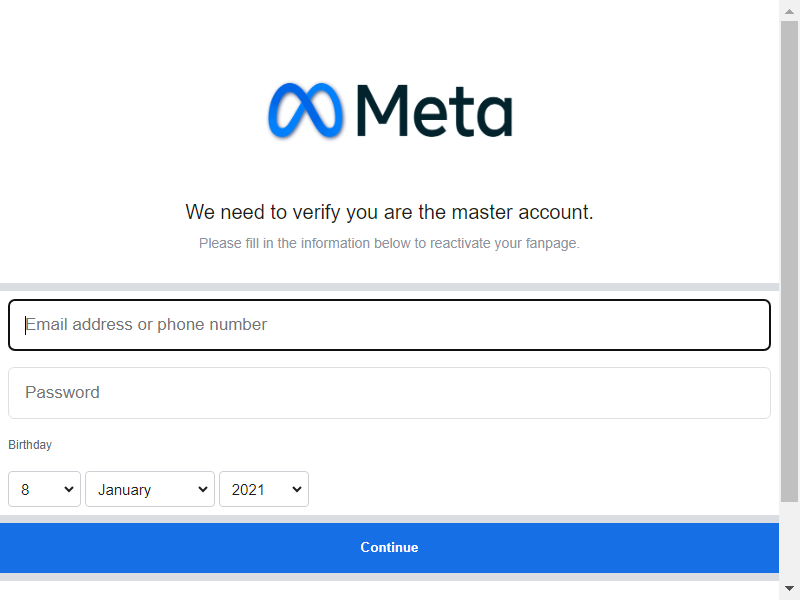 Meta
We need to verify you are the master account.
Please fill in the information below to reactivate your fanpage.
Email address or phone number
Password
Birthday
8 January 2021
Continue